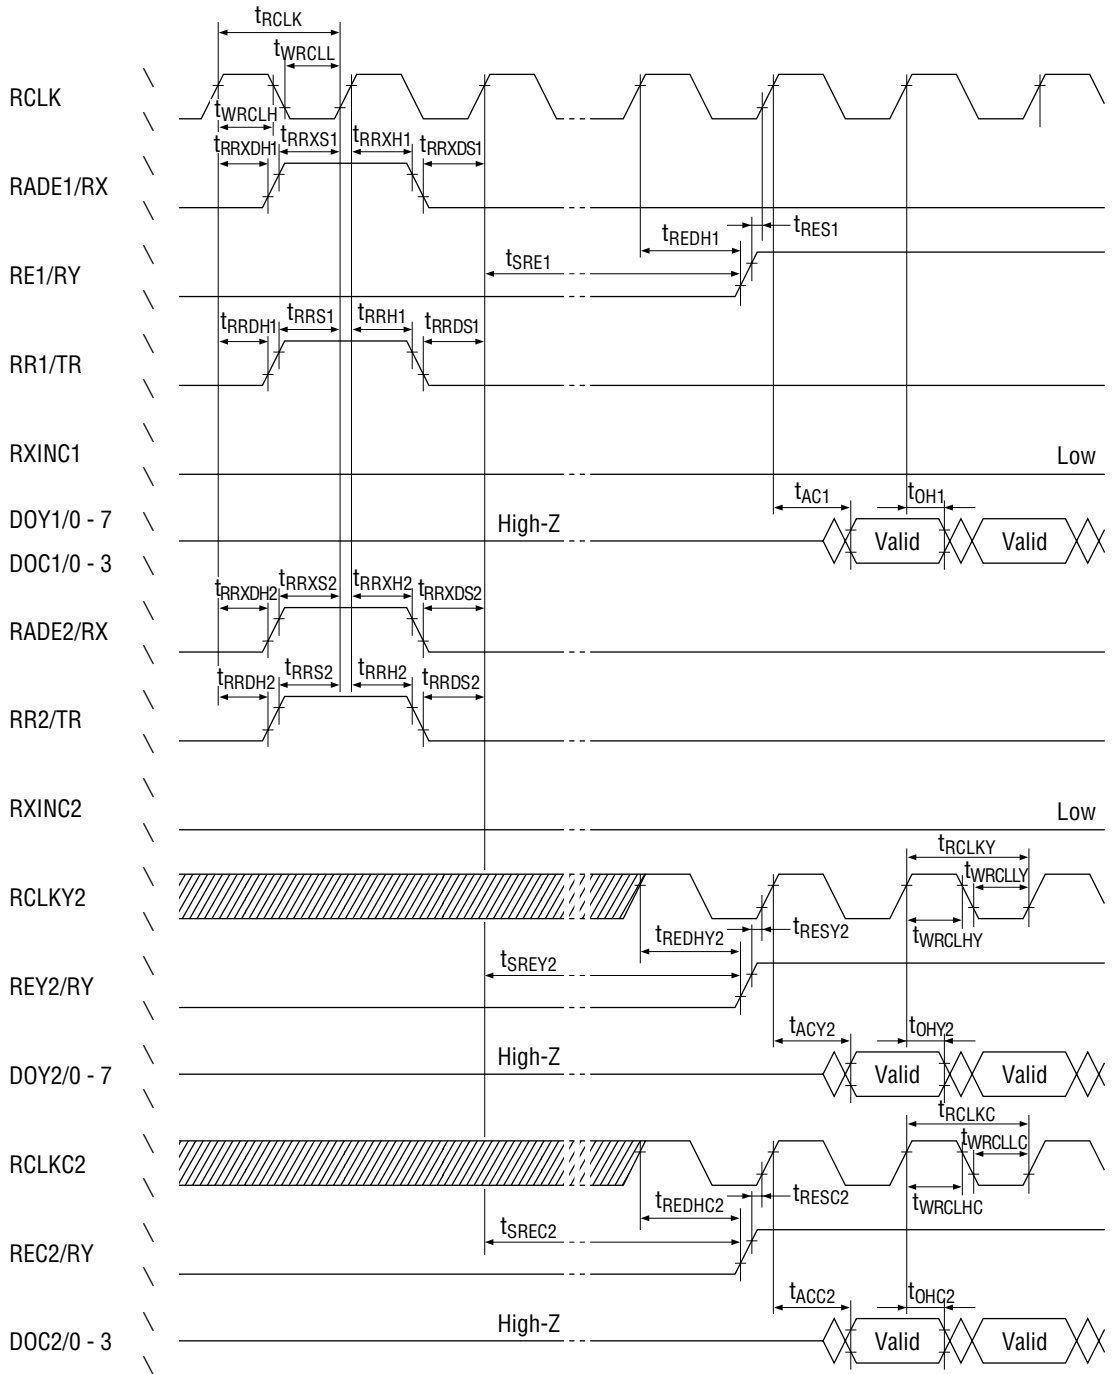 tRCLK
tWRCLL
RCLK
tWRCLH
tRRXDH1 tRRXS1 tRRXH1 tRRXDS1
RADE1/RX
tREDH1 tRES1
tSRE1
RE1/RY
tRRDH1 tRRS1 tRRH1 tRRDS1
RR1/TR
RXINC1 Low
tAC1 tOH1
DOY1/0 - 7 High-Z Valid Valid
DOC1/0 - 3
tRRXDH2 tRRXS2 tRRXH2 tRRXDS2
RADE2/RX
tRRDH2 tRRS2 tRRH2 tRRDS2
RR2/TR
RXINC2 Low
tRCLKY
tWRCLLY
RCLKY2
tREDHY2 tRESY2 tWRCLHY
tSREY2
REY2/RY
tACY2 tOHY2
High-Z
DOY2/0 - 7 Valid Valid
tRCLKC
tWRCLLC
RCLKC2
tREDHC2 tRESC2 tWRCLHC
tSREC2
REC2/RY
tACC2 tOHC2
High-Z
DOC2/0 - 3 Valid Valid